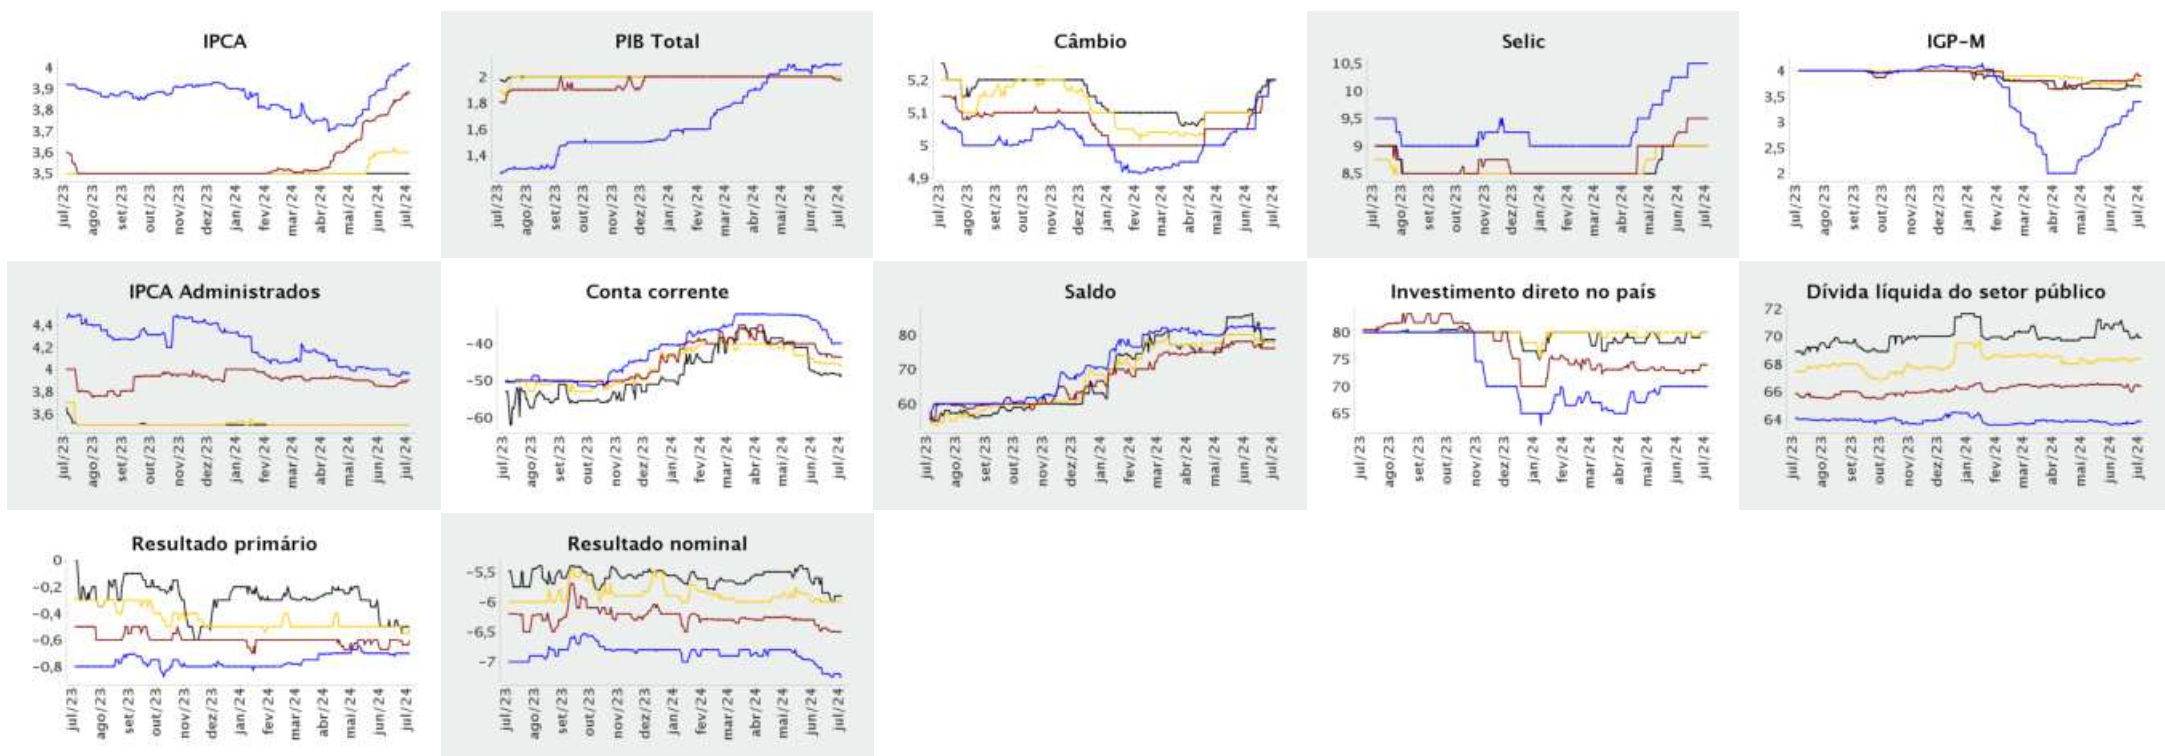 IPCA
4
3,9
3,8
3,7
3,6
3,5
jul/23 ago/23 set/23 out/23 nov/23 dez/23 jan/24 fev/24 mar/24 abr/24 mai/24 jun/24 jul/24
PIB Total
2
1,8
1,6
1,4
jul/23 ago/23 set/23 out/23 nov/23 dez/23 jan/24 fev/24 mar/24 abr/24 mai/24 jun/24 jul/24
Câmbio
5,2
5,1
5
4,9
jul/23 ago/23 set/23 out/23 nov/23 dez/23 jan/24 fev/24 mar/24 abr/24 mai/24 jun/24 jul/24
Selic
10,5
10
9,5
9
8,5
jul/23 ago/23 set/23 out/23 nov/23 dez/23 jan/24 fev/24 mar/24 abr/24 mai/24 jun/24 jul/24
IGP-M
4
3,5
3
2,5
2
jul/23 ago/23 set/23 out/23 nov/23 dez/23 jan/24 fev/24 mar/24 abr/24 mai/24 jun/24 jul/24
IPCA Administrados
4,4
4,2
4
3,8
3,6
jul/23 ago/23 set/23 out/23 nov/23 dez/23 jan/24 fev/24 mar/24 abr/24 mai/24 jun/24 jul/24
Conta corrente
-40
-50
-60
jul/23 ago/23 set/23 out/23 nov/23 dez/23 jan/24 fev/24 mar/24 abr/24 mai/24 jun/24 jul/24
Saldo
80
70
60
jul/23 ago/23 set/23 out/23 nov/23 dez/23 jan/24 fev/24 mar/24 abr/24 mai/24 jun/24 jul/24
Investimento direto no país
80
75
70
65
jul/23 ago/23 set/23 out/23 nov/23 dez/23 jan/24 fev/24 mar/24 abr/24 mai/24 jun/24 jul/24
Dívida líquida do setor público
72
70
68
66
64
jul/23 ago/23 set/23 out/23 nov/23 dez/23 jan/24 fev/24 mar/24 abr/24 mai/24 jun/24 jul/24
Resultado primário
0
-0,2
-0,4
-0,6
-0,8
jul/23 ago/23 set/23 out/23 nov/23 dez/23 jan/24 fev/24 mar/24 abr/24 mai/24 jun/24 jul/24
Resultado nominal
-5,5
-6
-6,5
-7
jul/23 ago/23 set/23 out/23 nov/23 dez/23 jan/24 fev/24 mar/24 abr/24 mai/24 jun/24 jul/24